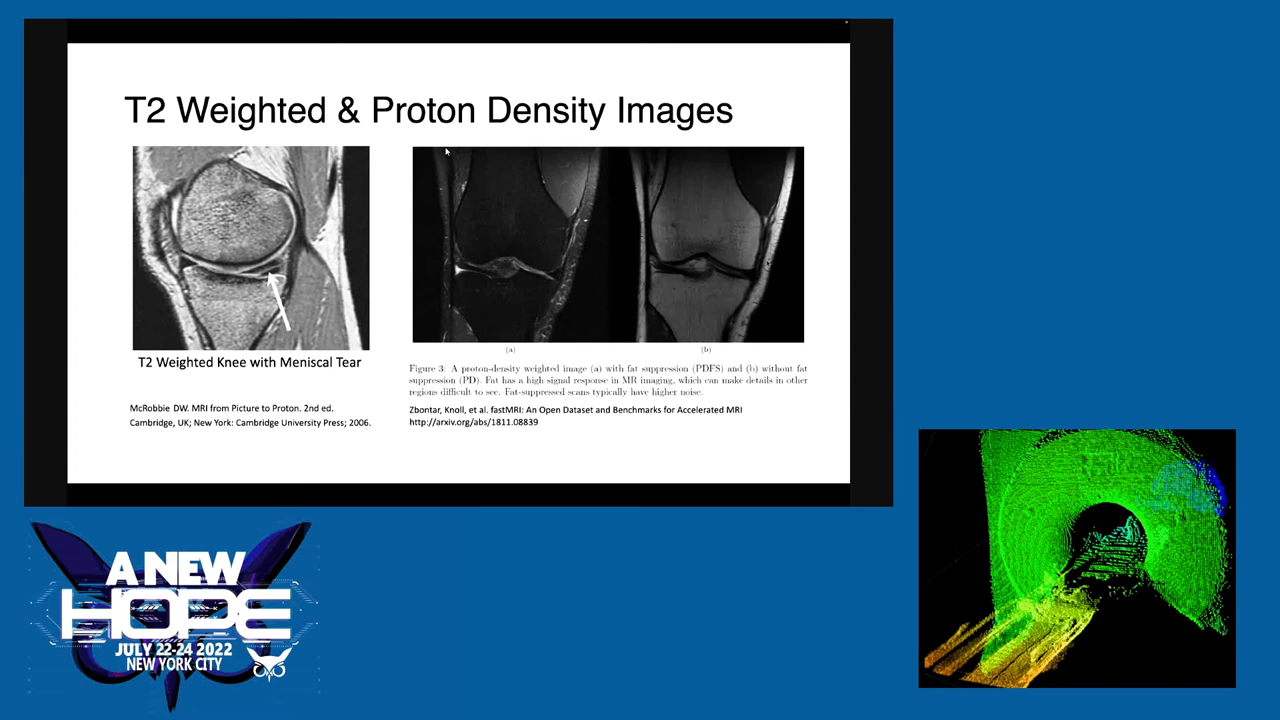 T2 Weighted & Proton Density Images
T2 Weighted Knee with Meniscal Tear
McRobbie DW. MRI from Picture to Proton. 2nd ed.
Cambridge, UK; New York: Cambridge University Press; 2006.
(a)
(b)
Figure 3: A proton-density weighted image (a) with fat suppression (PDFS) and (b) without fat
suppression (PD). Fat has a high signal response in MR imaging, which can make details in other
regions difficult to see. Fat-suppressed scans typically have higher noise.
Zbontar, Knoll, et al. fastMRI: An Open Dataset and Benchmarks for Accelerated MRI
http://arxiv.org/abs/1811.08839
A NEW
HOPE
JULY 22-24 2022
NEW YORK CITY